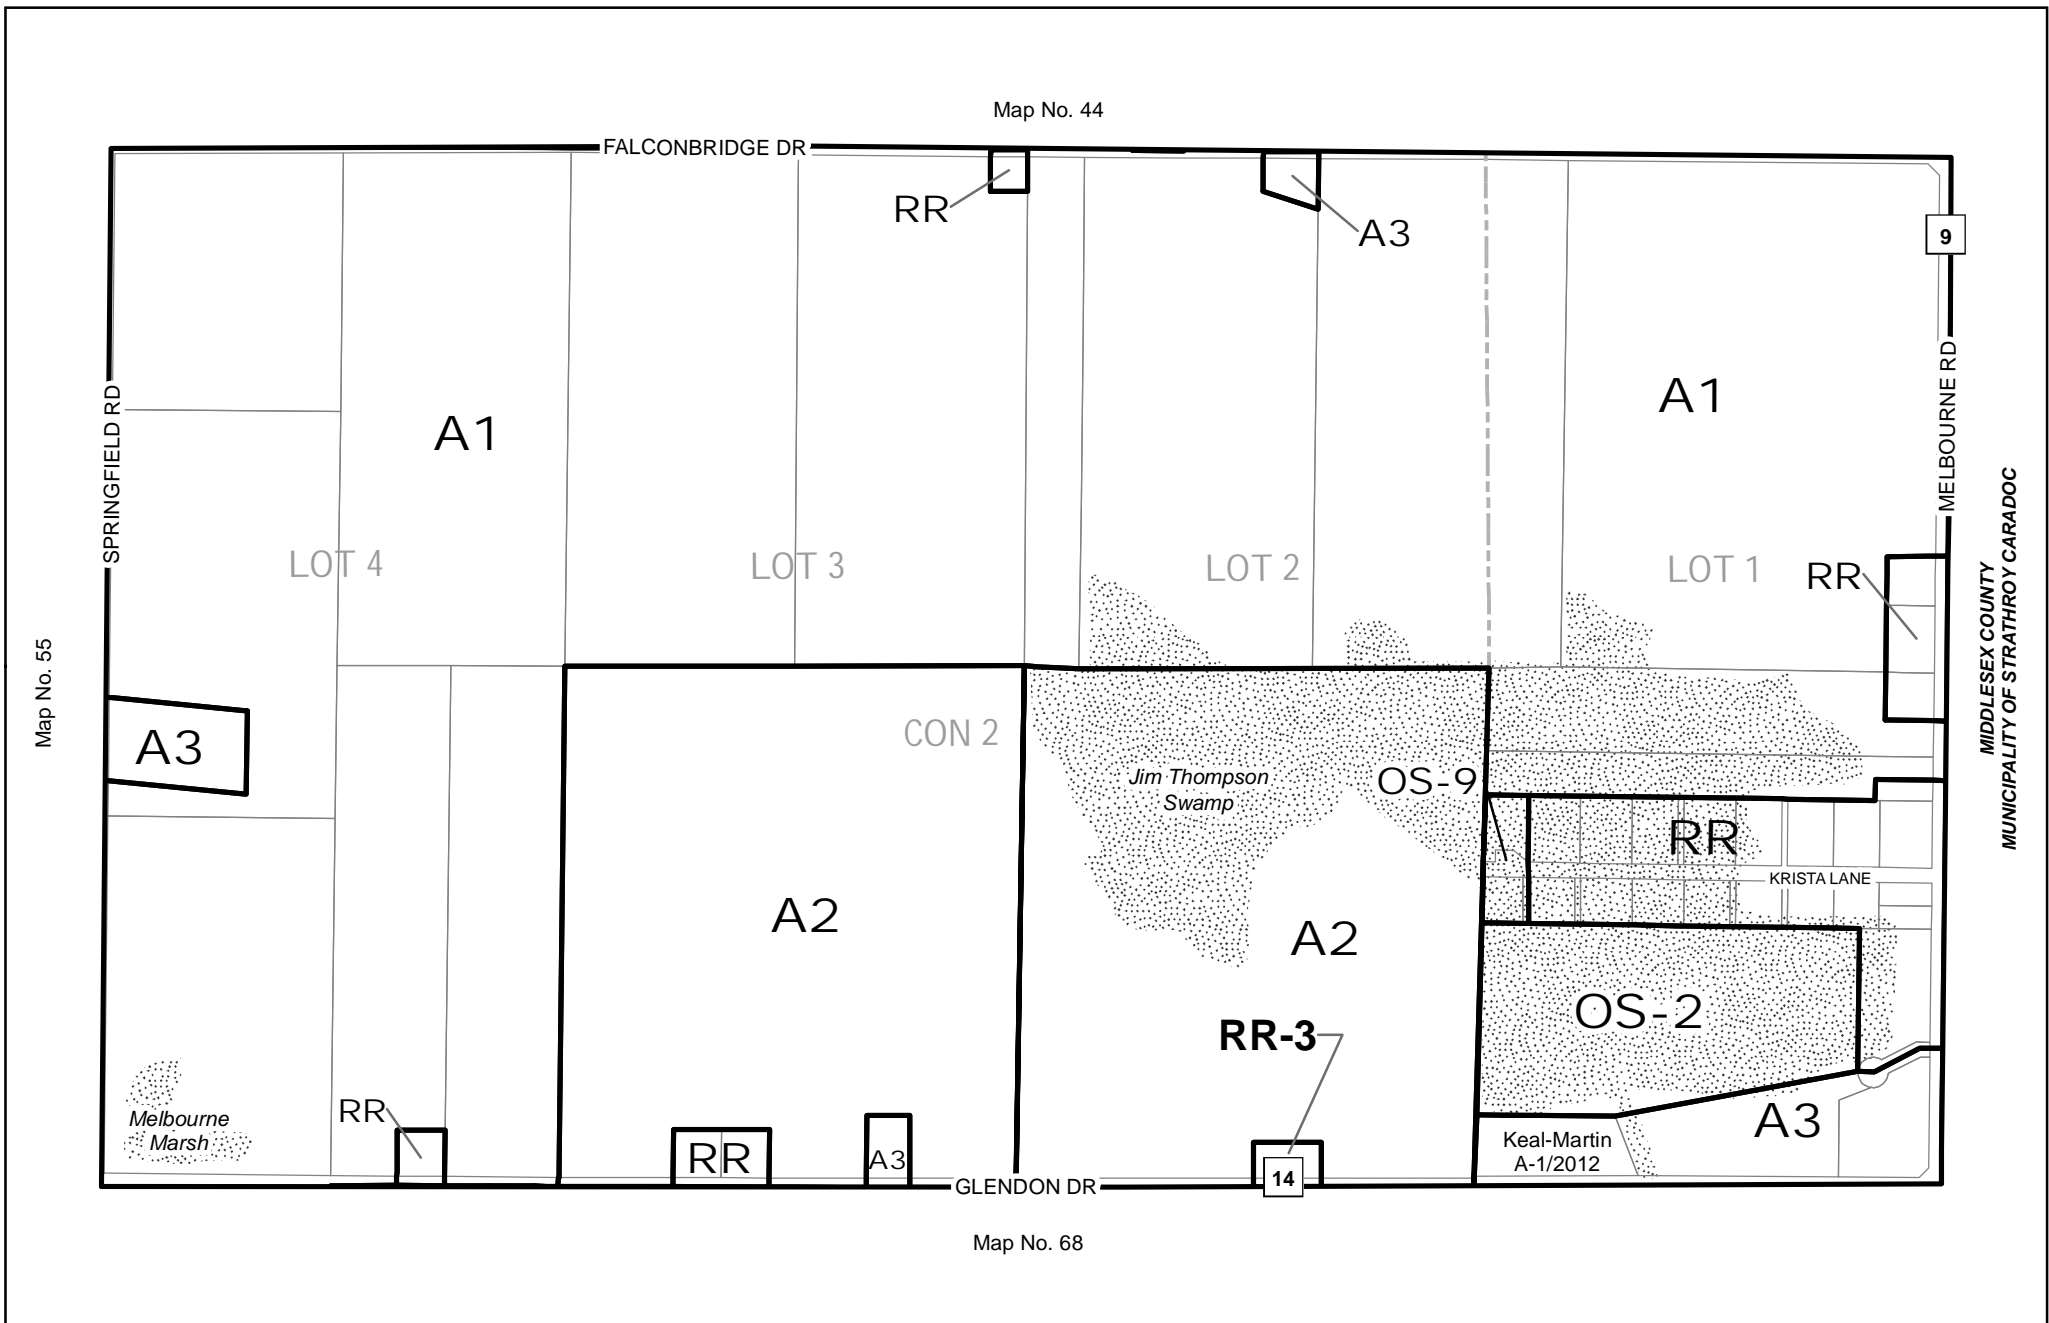 Map No. 44
FALCONBRIDGE DR
RR
A3
9
A1
A1
SPRINGFIELD RD
MELBOURNE RD
LOT 4
LOT 3
LOT 2
LOT 1
RR
MIDDLESEX COUNTY
MUNICIPALITY OF STRATHROY CARADOC
Map No. 55
A3
CON 2
Jim Thompson
Swamp
OS-9
RR
KRISTA LANE
A2
A2
OS-2
RR-3
Melbourne
Marsh
RR
RR
A3
14
A3
Keal-Martin
A-1/2012
GLENDON DR
Map No. 68